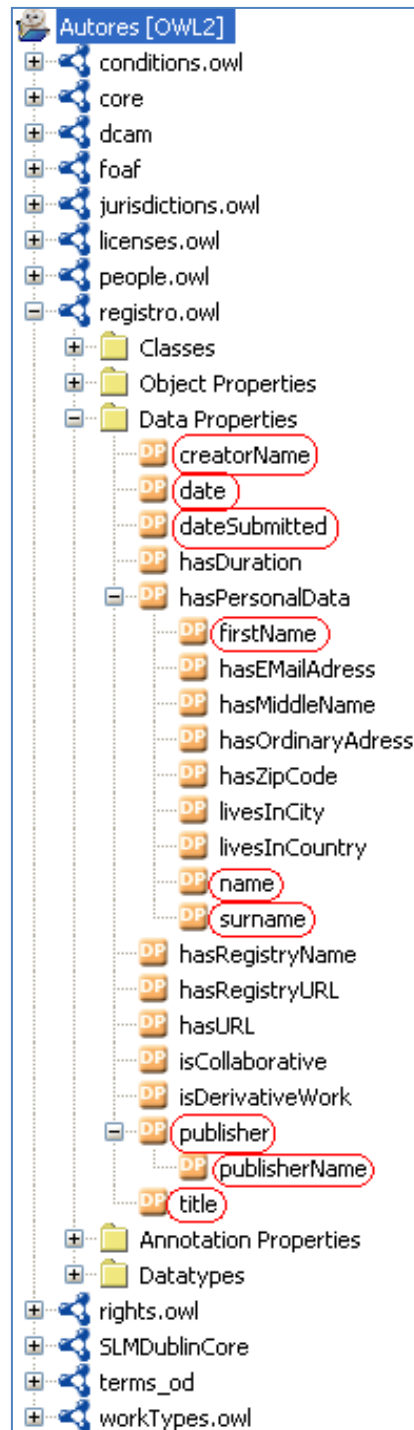 Autores [OWL2]
conditions.owl
core
dcam
foaf
jurisdictions.owl
licenses.owl
people.owl
registro.owl
Classes
Object Properties
Data Properties
DP creatorName
DP date
DP dateSubmitted
DP hasDuration
DP hasPersonalData
DP firstName
DP hasEMailAdress
DP hasMiddleName
DP hasOrdinaryAdress
DP hasZipCode
DP livesInCity
DP livesInCountry
DP name
DP surname
DP hasRegistryName
DP hasRegistryURL
DP hasURL
DP isCollaborative
DP isDerivativeWork
DP publisher
DP publisherName
DP title
Annotation Properties
Datatypes
rights.owl
SLMDublinCore
terms_od
workTypes.owl